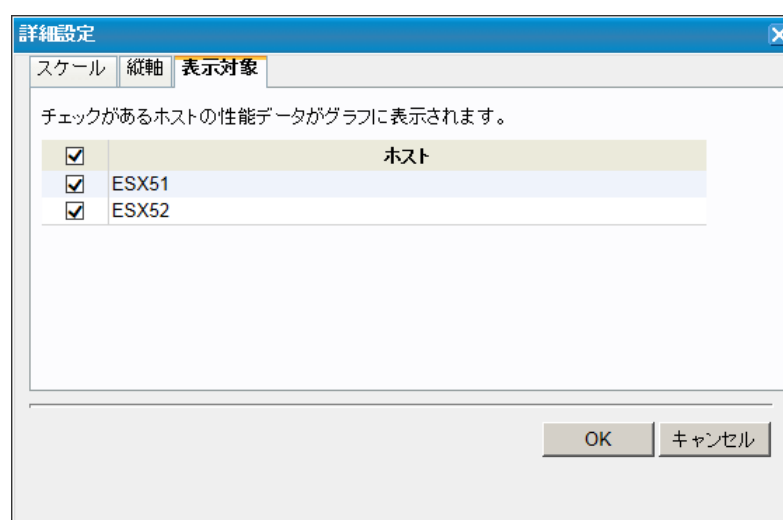 詳細設定
スケール 縦軸 表示対象
チェックがあるホストの性能データがグラフに表示されます。
ホスト
ESX51
ESX52
OK キャンセル